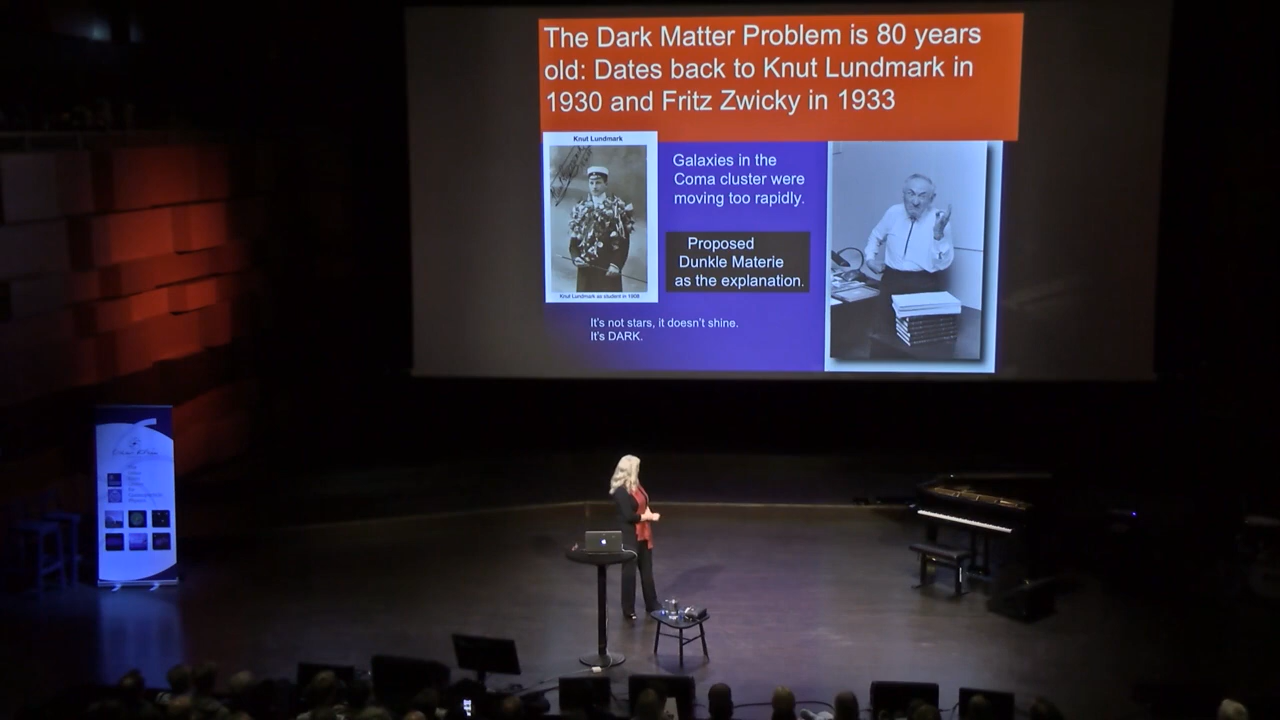 The Dark Matter Problem is 80 years
old: Dates back to Knut Lundmark in
1930 and Fritz Zwicky in 1933
Knut Lundmark
Knut Lundmark as student in 1908
Galaxies in the
Coma cluster were
moving too rapidly.
Proposed
Dunkle Materie
as the explanation.
It's not stars, it doesn't shine.
It's DARK.